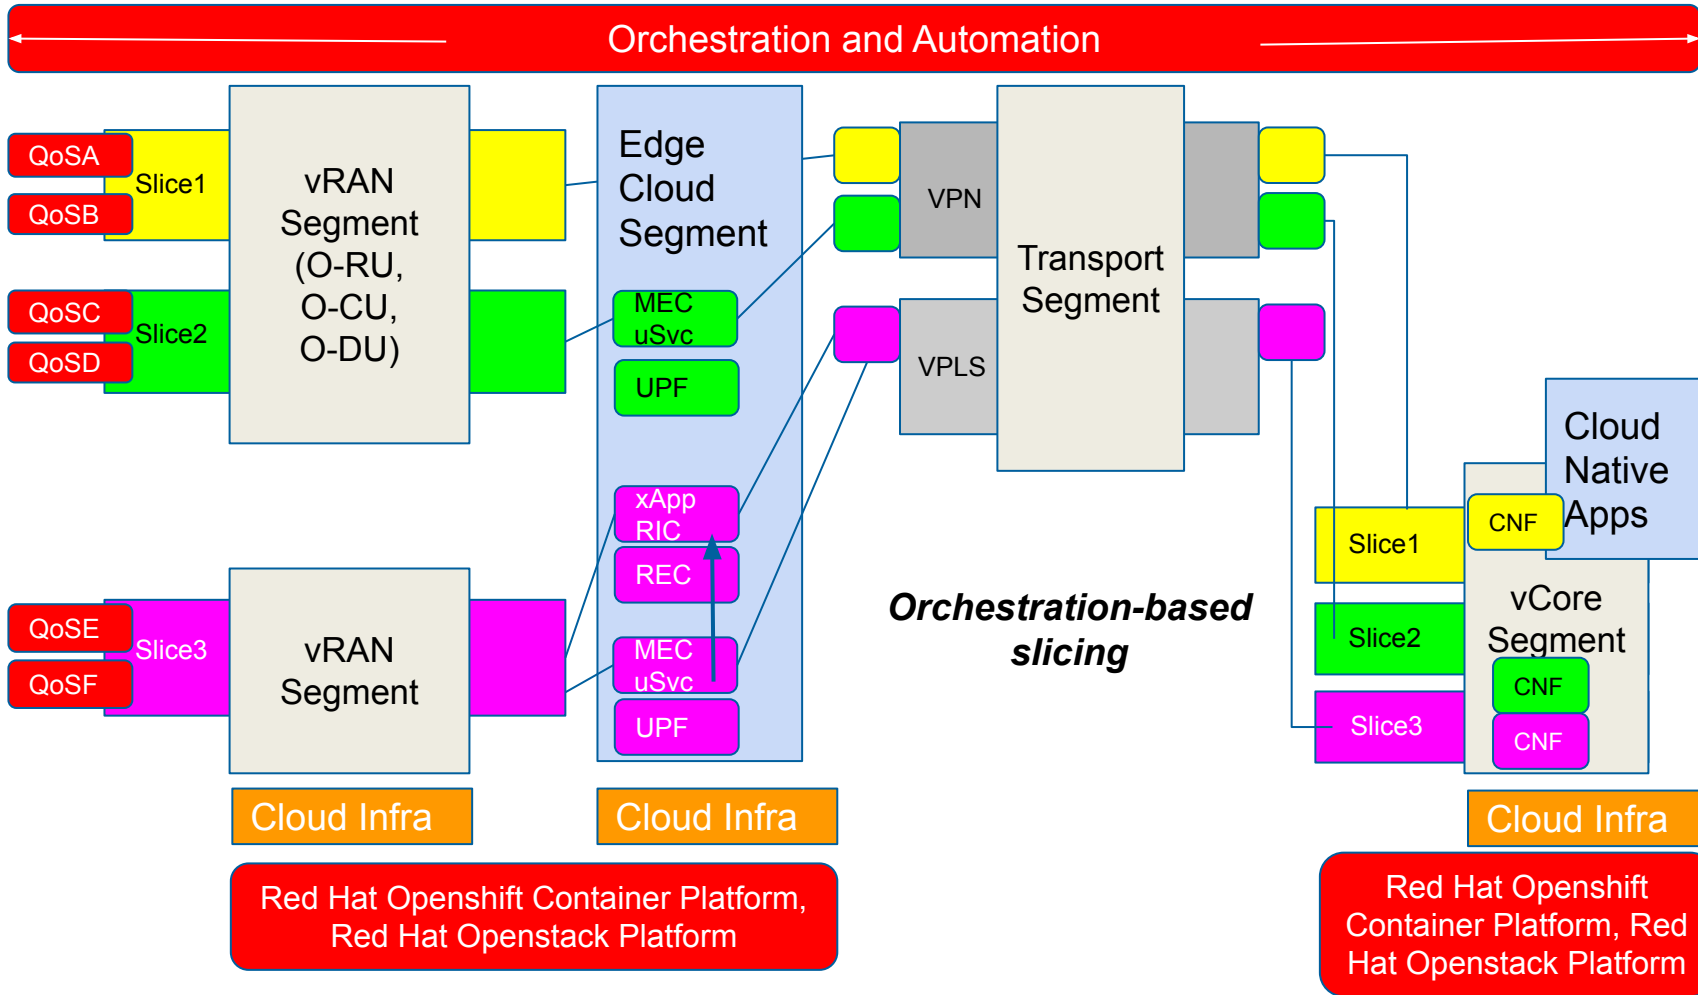 Orchestration and Automation
QoSA
QoSB
Slice1
QoSC
QoSD
Slice2
vRAN
Segment
(O-RU,
O-CU,
O-DU)
QoSE
QoSF
Slice3
vRAN
Segment
Edge
Cloud
Segment
MEC
uSvc
UPF
xApp
RIC
REC
MEC
uSvc
UPF
VPN
VPLS
Transport
Segment
Orchestration-based
slicing
Cloud
Native
Apps
CNF
Slice1
Slice2
Slice3
vCore
Segment
CNF
CNF
Cloud Infra
Cloud Infra
Cloud Infra
Red Hat Openshift Container Platform,
Red Hat Openstack Platform
Red Hat Openshift
Container Platform, Red
Hat Openstack Platform